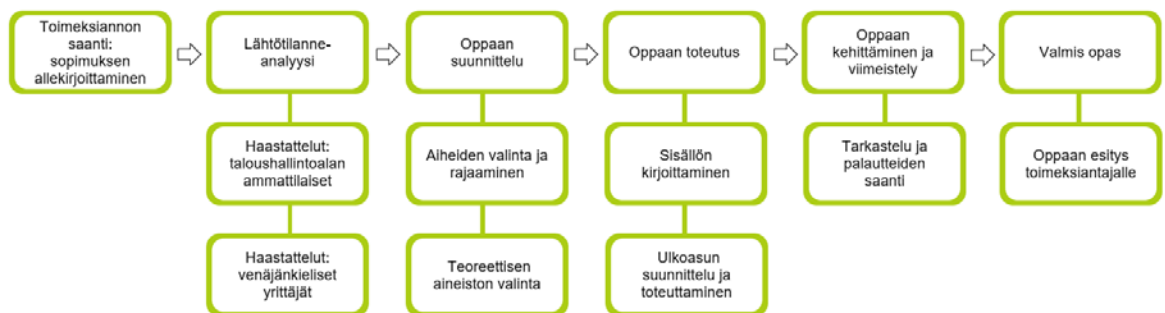 Toimeksiannon
saanti:
sopimuksen
allekirjoittaminen
Lähtötilanne-
analyysi
Oppaan
suunnittelu
Oppaan toteutus
Oppaan
kehittäminen ja
viimeistely
Valmis opas
Haastattelut:
taloushallintoalan
ammattilaiset
Aiheiden valinta ja
rajaaminen
Sisällön
kirjoittaminen
Tarkastelu ja
palautteiden
saanti
Oppaan esitys
toimeksiantajalle
Haastattelut:
venäjänkieliset
yrittäjät
Teoreettisen
aineiston valinta
Ulkoasun
suunnittelu ja
toteuttaminen